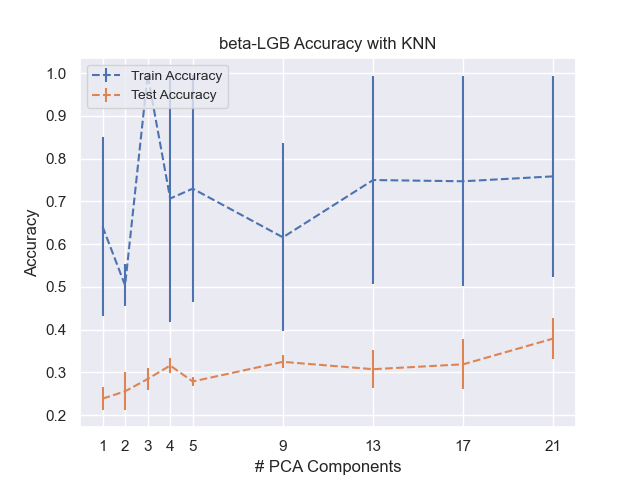 beta-LGB Accuracy with KNN
Train Accuracy
Test Accuracy
1.0
0.9
0.8
0.7
0.6
0.5
0.4
0.3
0.2
Accuracy
1 2 3 4 5 9 13 17 21
# PCA Components